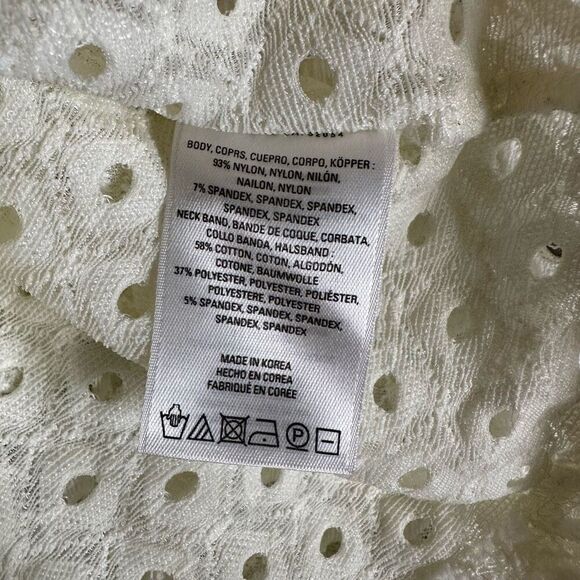 BODY, COPRS, CUEPRO, CORPO, KÖPPER :
93% NYLON, NYLON, NILÓN,
NAILON, NYLON
7% SPANDEX, SPANDEX, SPANDEX,
SPANDEX, SPANDEX
NECK BAND, BANDE DE COQUE, CORBATA,
COLLO BANDA, HALSBAND :
58% COTTON, COTON, ALGODÓN,
COTONE, BAUMWOLLE
37% POLYESTER, POLYESTER, POLIÉSTER,
POLYESTERE, POLYESTER
5% SPANDEX, SPANDEX, SPANDEX,
SPANDEX, SPANDEX
MADE IN KOREA
HECHO EN COREA
FABRIQUÉ EN CORÉE
P